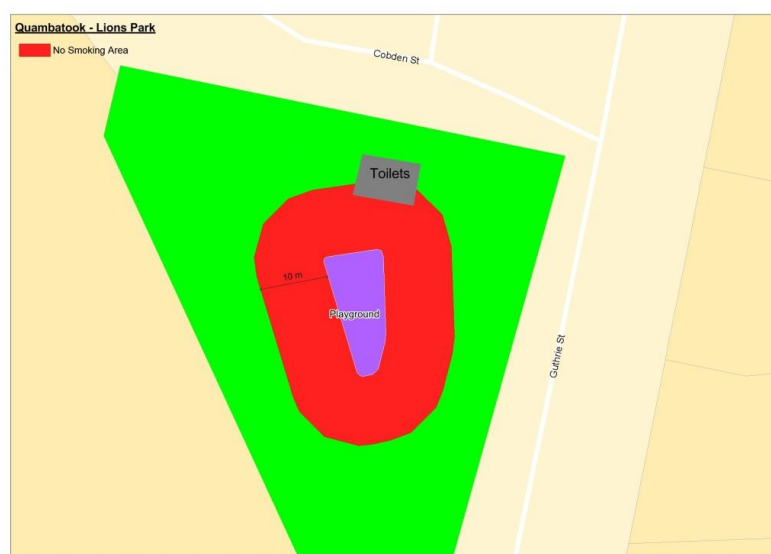 Quambatook - Lions Park
No Smoking Area
Cobden St
Toilets
10 m
Playground
Guthrie St